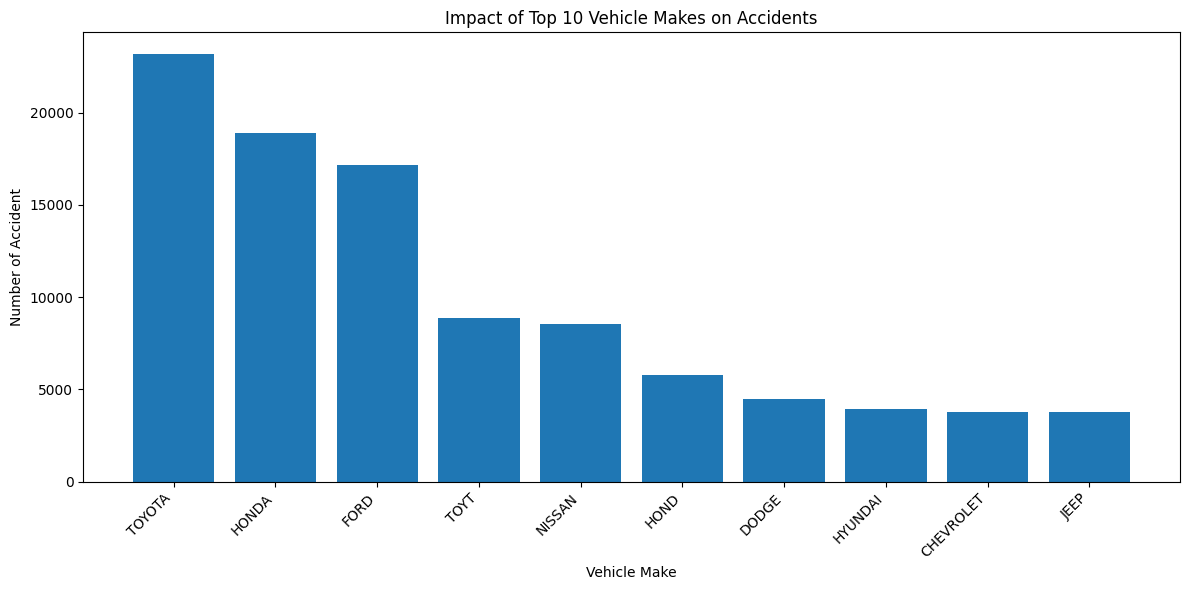 Impact of Top 10 Vehicle Makes on Accidents
Number of Accident
20000
15000
10000
5000
0
TOYOTA
HONDA
FORD
TOYT
NISSAN
HOND
DODGE
HYUNDAI
CHEVROLET
JEEP
Vehicle Make